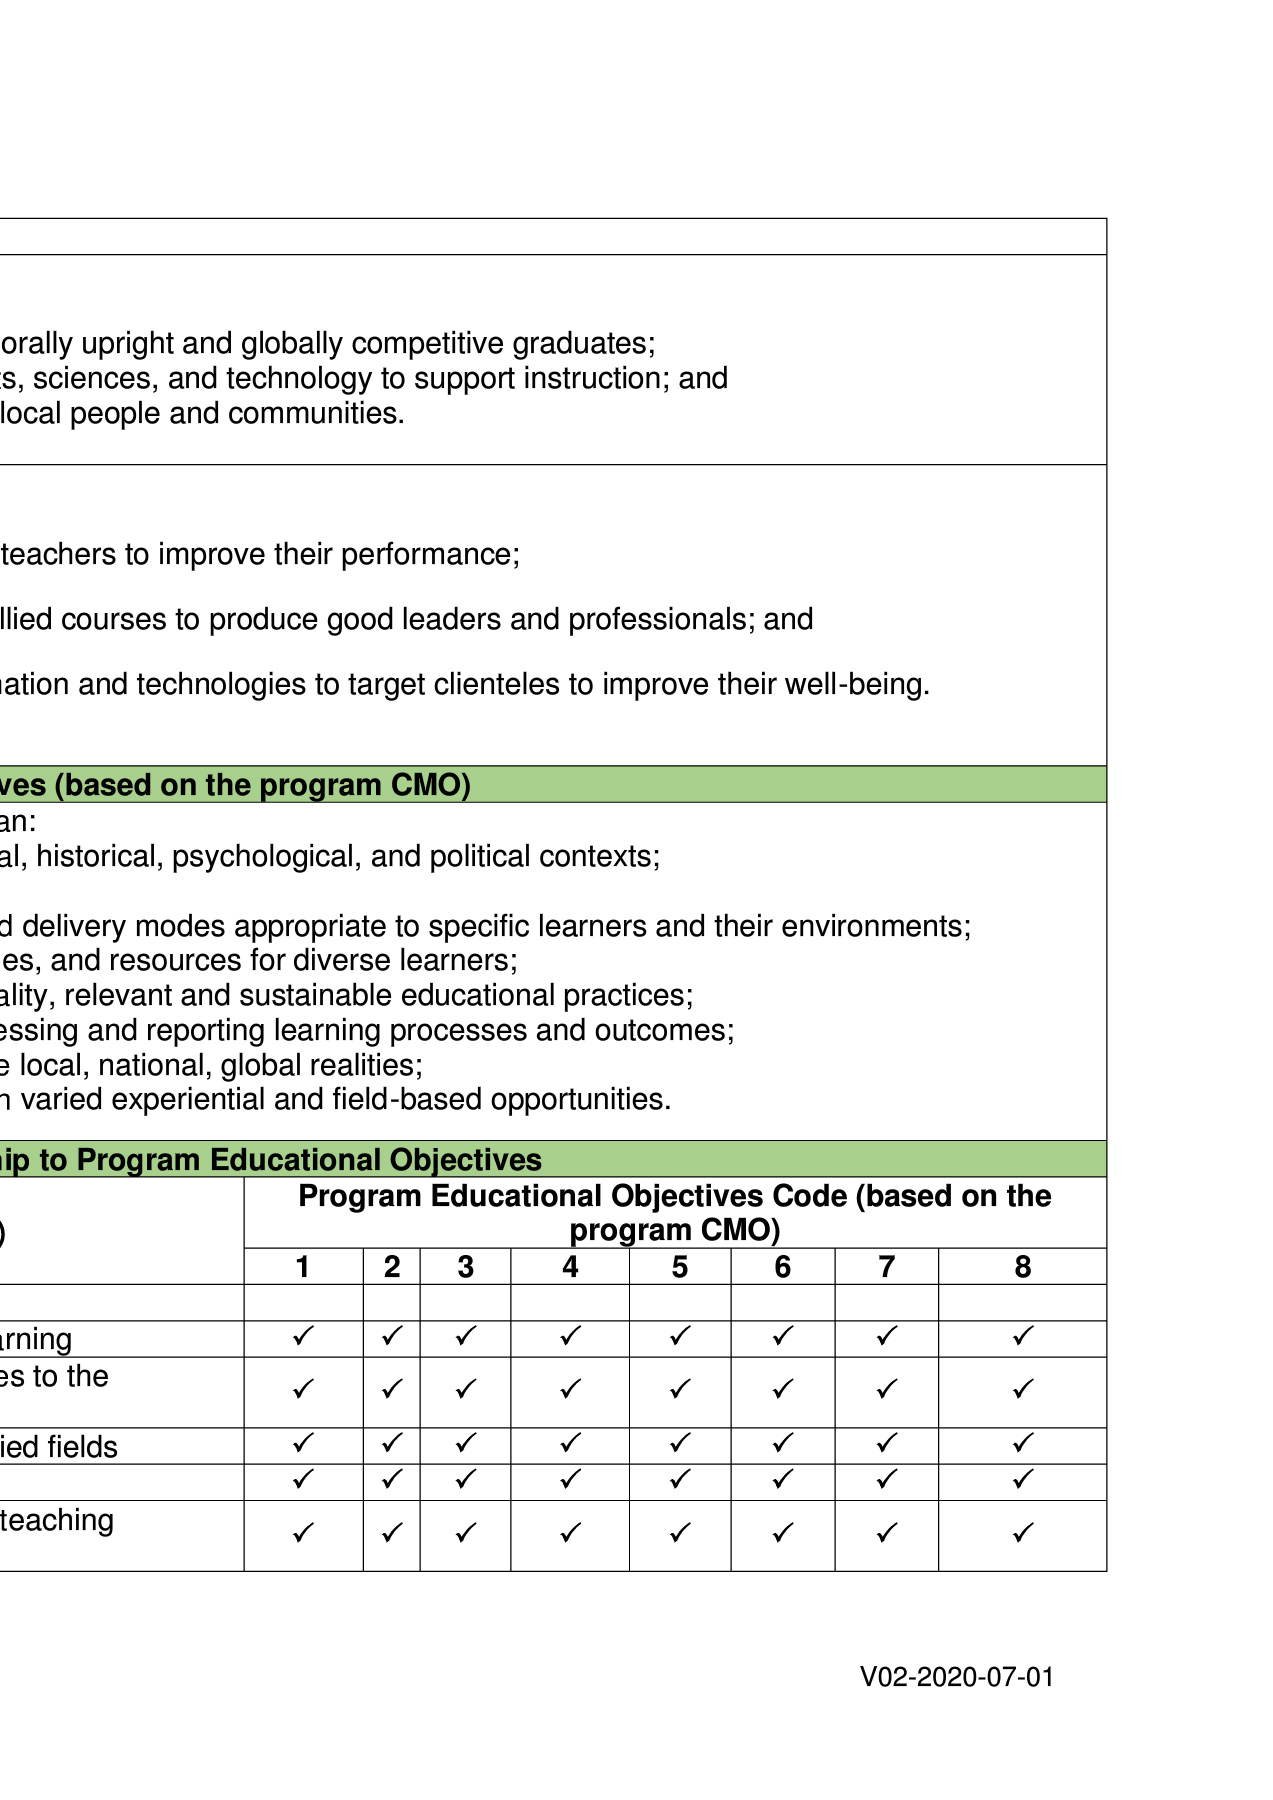 orally upright and globally competitive graduates;
s, sciences, and technology to support instruction; and
local people and communities.
teachers to improve their performance;
llied courses to produce good leaders and professionals; and
ation and technologies to target clienteles to improve their well-being.
ves (based on the program CMO)
an:
al, historical, psychological, and political contexts;
d delivery modes appropriate to specific learners and their environments;
es, and resources for diverse learners;
ality, relevant and sustainable educational practices;
essing and reporting learning processes and outcomes;
e local, national, global realities;
n varied experiential and field-based opportunities.
ip to Program Educational Objectives
)
Program Educational Objectives Code (based on the
program CMO)
1 2 3 4 5 6 7 8
arning ✓ ✓ ✓ ✓ ✓ ✓ ✓ ✓
es to the
✓ ✓ ✓ ✓ ✓ ✓ ✓ ✓
ied fields ✓ ✓ ✓ ✓ ✓ ✓ ✓ ✓
✓ ✓ ✓ ✓ ✓ ✓ ✓ ✓
teaching
✓ ✓ ✓ ✓ ✓ ✓ ✓ ✓
V02-2020-07-01